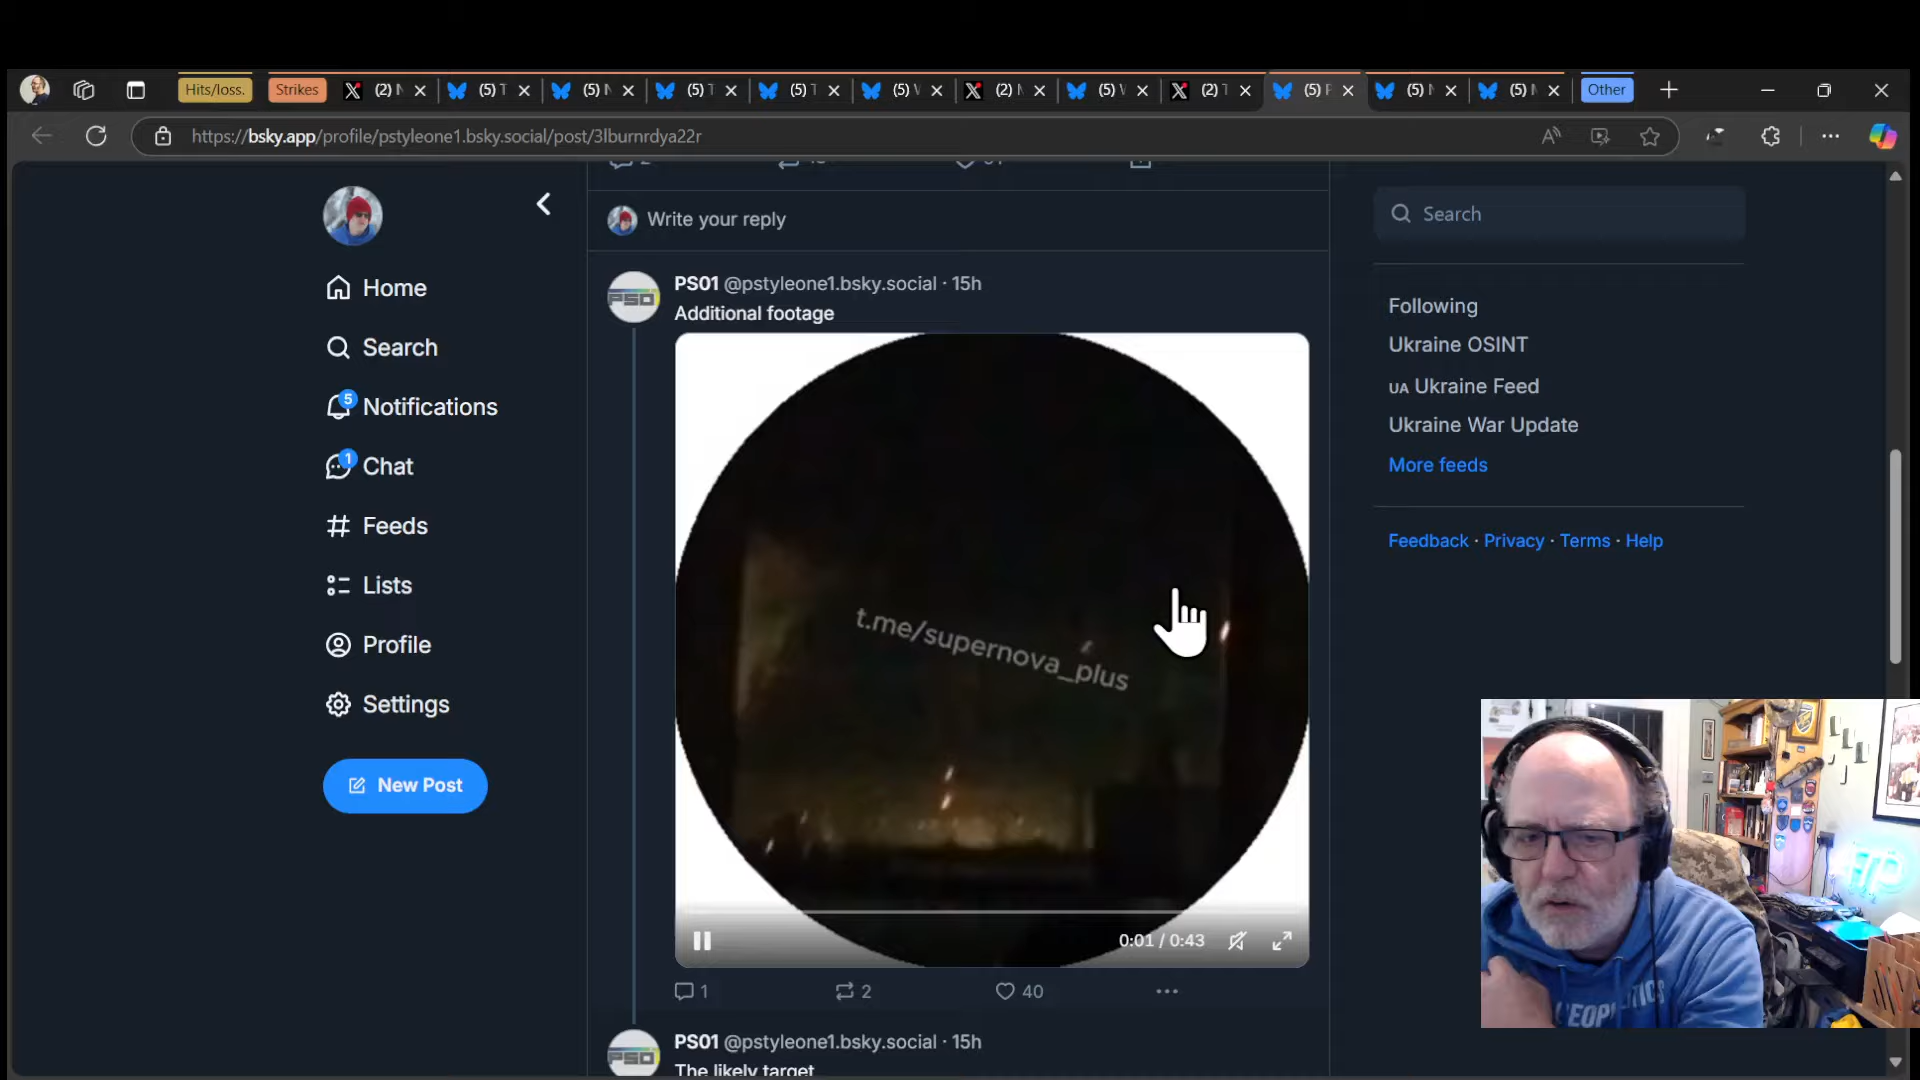 Hits/loss.
Strikes
(2) N
(5) T
(5) N
(5) T
(5) T
(5) V
(2) N
(5) V
(2) T
(5) F
(5) N
(5) N
Other
https://bsky.app/profile/pstyleone1.bsky.social/post/3lburnrdya22r
Write your reply
Search
Home
Search
5
Notifications
1
Chat
Feeds
Lists
Profile
Settings
New Post
PS01 @pstyleone1.bsky.social · 15h
Additional footage
t.me/supernova_plus
0:01 / 0:43
1
2
40
PS01 @pstyleone1.bsky.social · 15h
The likely target
Following
Ukraine OSINT
UA Ukraine Feed
Ukraine War Update
More feeds
Feedback · Privacy · Terms · Help